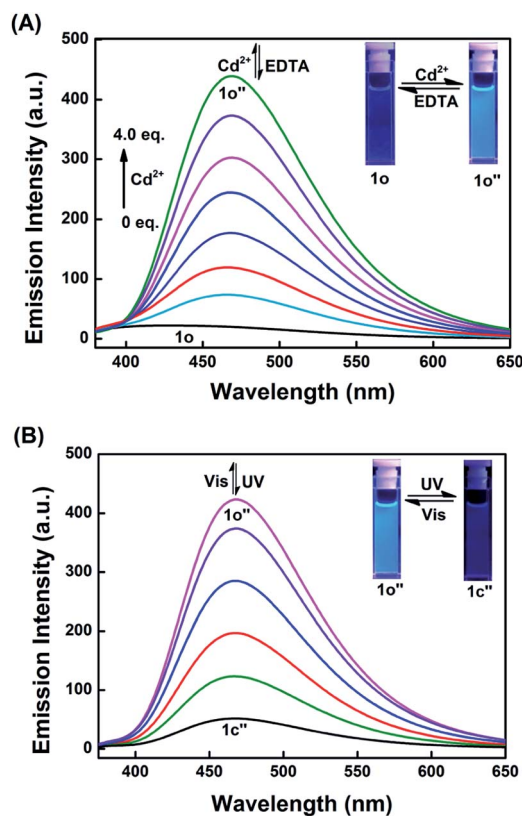 (A)
500
400
300
200
100
0
Emission Intensity (a.u.)
Cd²⁺ EDTA
1o''
4.0 eq.
Cd²⁺
0 eq.
1o
Cd²⁺
EDTA
1o 1o''
400 450 500 550 600 650
Wavelength (nm)
(B)
500
400
300
200
100
0
Emission Intensity (a.u.)
Vis UV
1o''
1c''
UV
Vis
1o'' 1c''
400 450 500 550 600 650
Wavelength (nm)